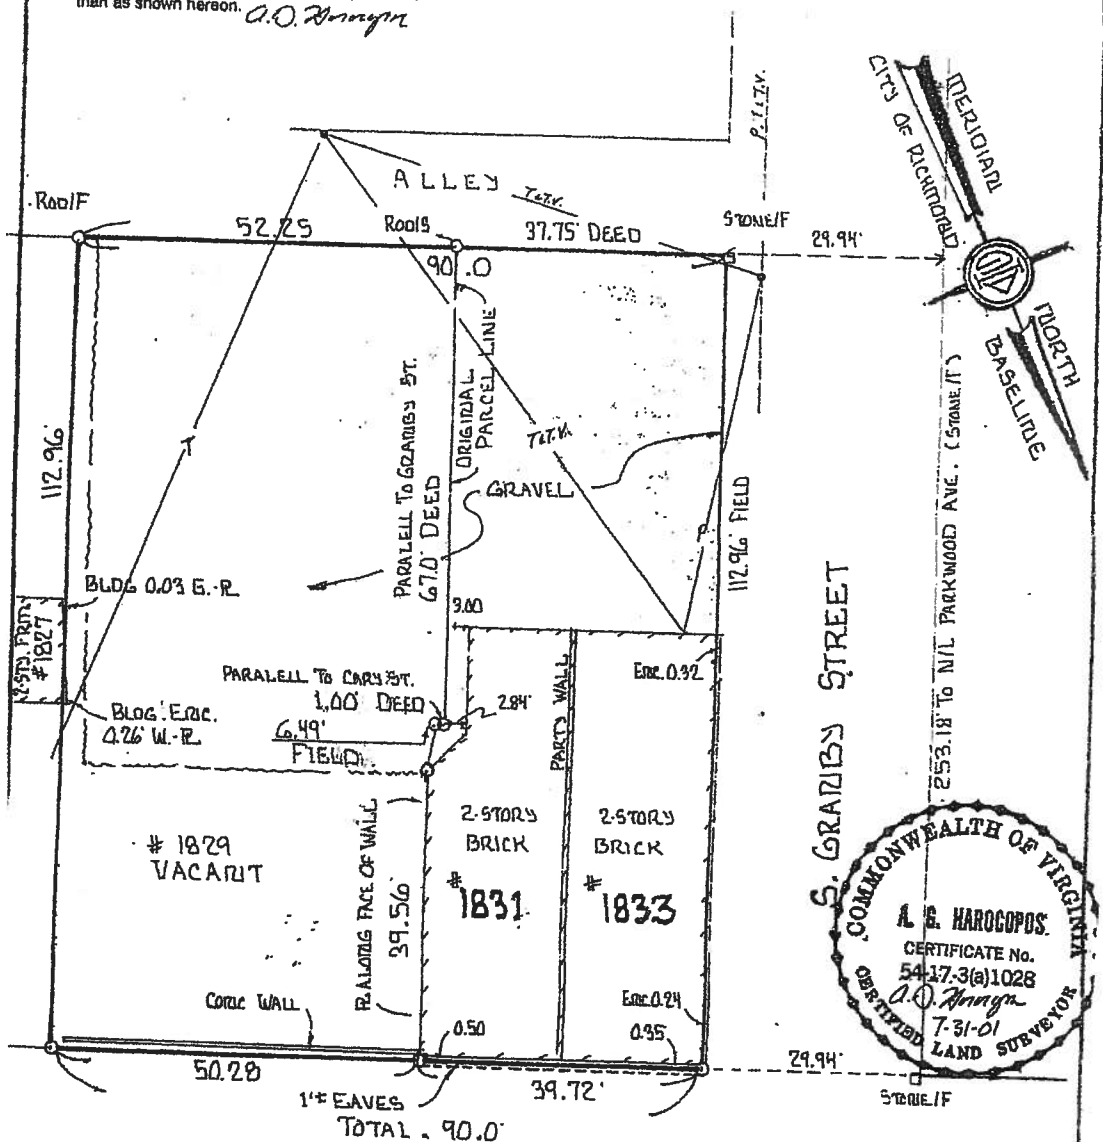 than as shown hereon.
CITY OF RICHMOND
MERIDIAN
NORTH
BASELINE
P.T.&T.V.
ALLEY
T.&T.V.
ROD/F
52.25
ROD/S
37.75' DEED
STONE/F
29.94'
90.0
ORIGINAL
PARCEL LINE
PARALELL TO GRAMBY ST.
67.0' DEED
T.&T.V.
GRAVEL
112.96'
112.96' FIELD
BLDG 0.03 E.-R
2-STY. FRM
#1827
BLDG. ENC.
0.26' W.-R
3.00
PARALELL TO CARY ST.
1.00' DEED
2.84'
6.49'
FIELD
PARTY WALL
ENC. 0.32
S. GRAMBY STREET
253.18' TO N/L PARKWOOD AVE. (STONE/F)
# 1829
VACANT
ALONG FACE OF WALL
39.56'
2-STORY
BRICK
#
1831
2-STORY
BRICK
#
1833
CONC WALL
ENC. 0.24
0.50
0.35
50.28
39.72'
29.94'
STONE/F
1'± EAVES
TOTAL = 90.0'
COMMONWEALTH OF VIRGINIA
A. G. HAROCOPOS.
CERTIFICATE No.
54-17-3(a)1028
7-31-01
CERTIFIED LAND SURVEYOR